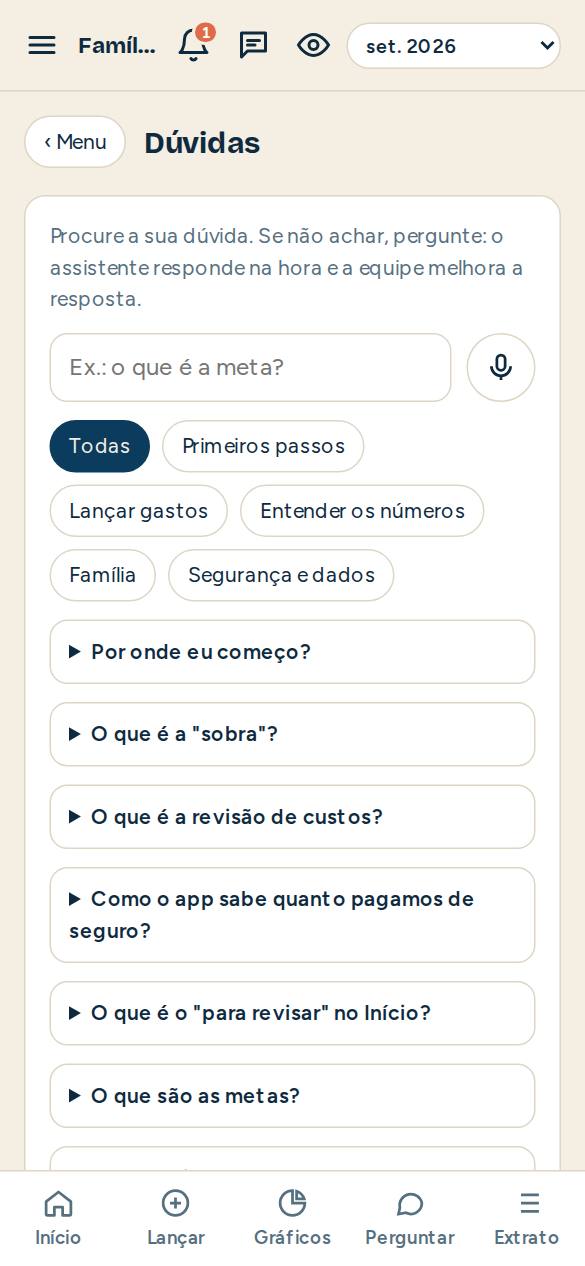 Famíl...
1
set. 2026
‹ Menu
Dúvidas
Procure a sua dúvida. Se não achar, pergunte: o
assistente responde na hora e a equipe melhora a
resposta.
Ex.: o que é a meta?
Todas
Primeiros passos
Lançar gastos
Entender os números
Família
Segurança e dados
Por onde eu começo?
O que é a "sobra"?
O que é a revisão de custos?
Como o app sabe quanto pagamos de
seguro?
O que é o "para revisar" no Início?
O que são as metas?
Início
Lançar
Gráficos
Perguntar
Extrato